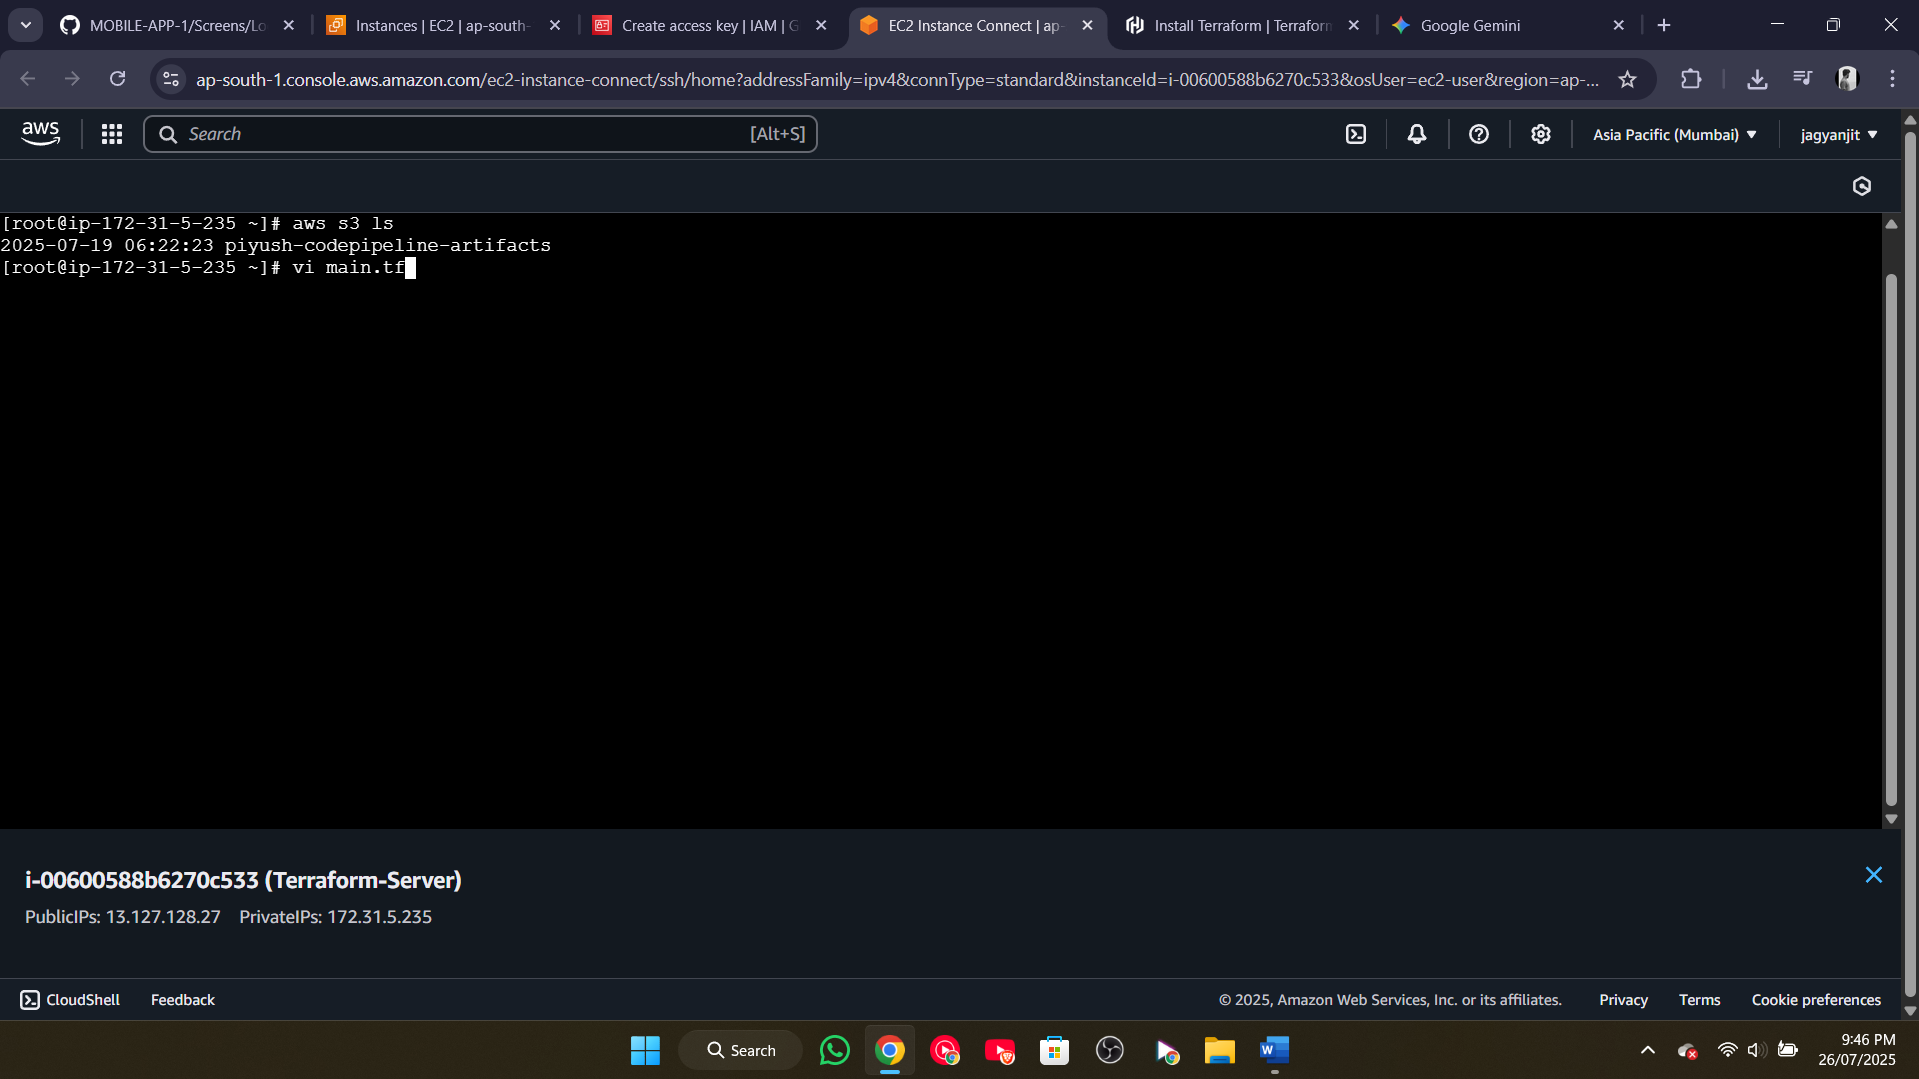 MOBILE-APP-1/Screens/Lo
Instances | EC2 | ap-south-
Create access key | IAM | G
EC2 Instance Connect | ap-
Install Terraform | Terraform
Google Gemini
ap-south-1.console.aws.amazon.com/ec2-instance-connect/ssh/home?addressFamily=ipv4&connType=standard&instanceId=i-00600588b6270c533&osUser=ec2-user&region=ap-...
aws
Search
[Alt+S]
Asia Pacific (Mumbai)
jagyanjit
[root@ip-172-31-5-235 ~]# aws s3 ls
2025-07-19 06:22:23 piyush-codepipeline-artifacts
[root@ip-172-31-5-235 ~]# vi main.tf
i-00600588b6270c533 (Terraform-Server)
PublicIPs: 13.127.128.27 PrivateIPs: 172.31.5.235
CloudShell
Feedback
© 2025, Amazon Web Services, Inc. or its affiliates.
Privacy
Terms
Cookie preferences
Search
9:46 PM
26/07/2025